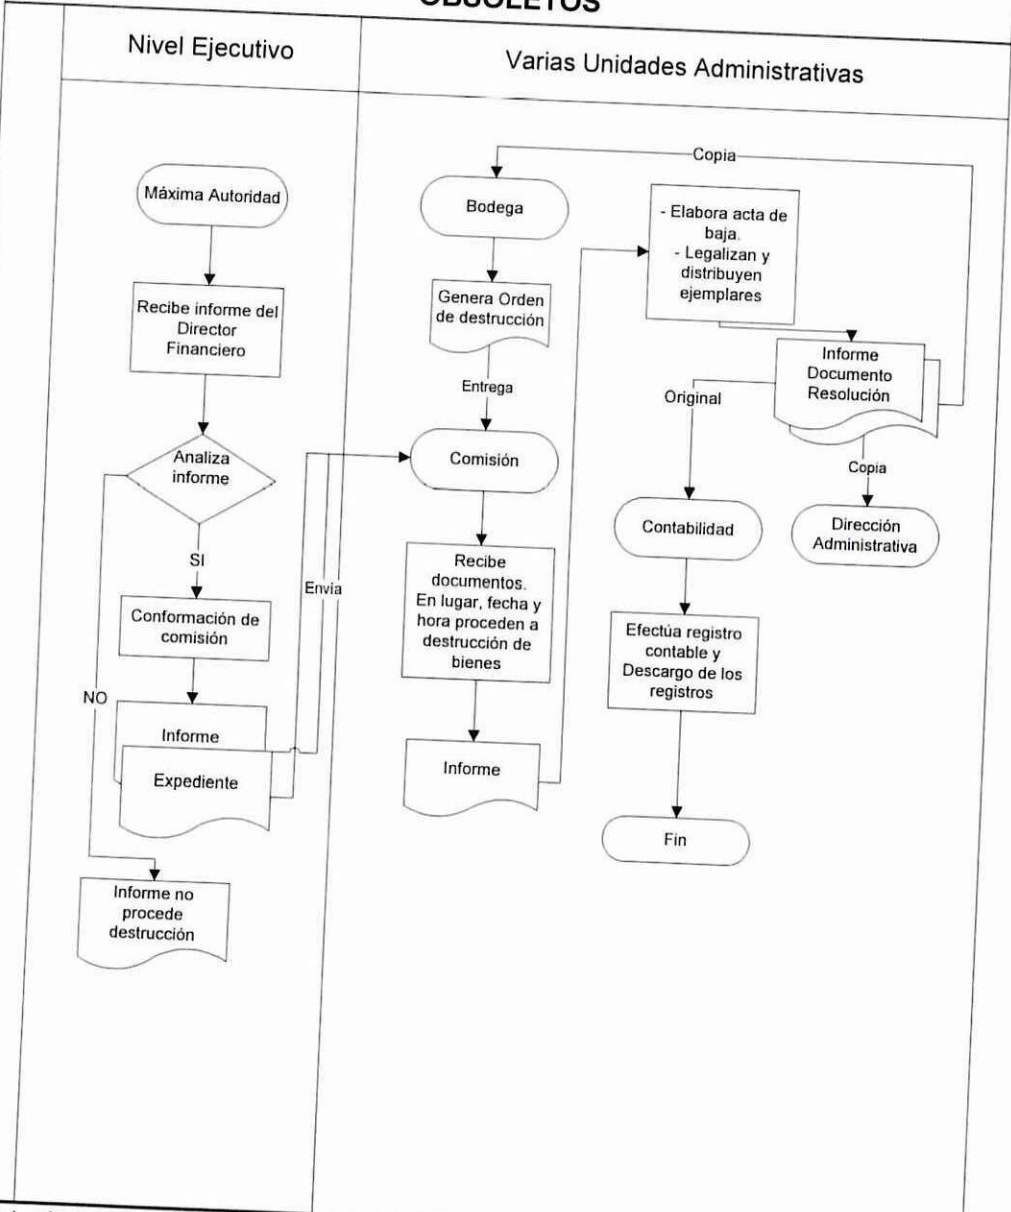 OBSOLETOS
Nivel Ejecutivo
Varias Unidades Administrativas
Máxima Autoridad
Recibe informe del
Director
Financiero
Analiza
informe
SI
Conformación de
comisión
NO
Informe
Expediente
Informe no
procede
destrucción
Envía
Copia
Bodega
Genera Orden
de destrucción
Entrega
Comisión
Recibe
documentos.
En lugar, fecha y
hora proceden a
destrucción de
bienes
Informe
- Elabora acta de
baja.
- Legalizan y
distribuyen
ejemplares
Informe
Documento
Resolución
Original
Copia
Contabilidad
Dirección
Administrativa
Efectúa registro
contable y
Descargo de los
registros
Fin